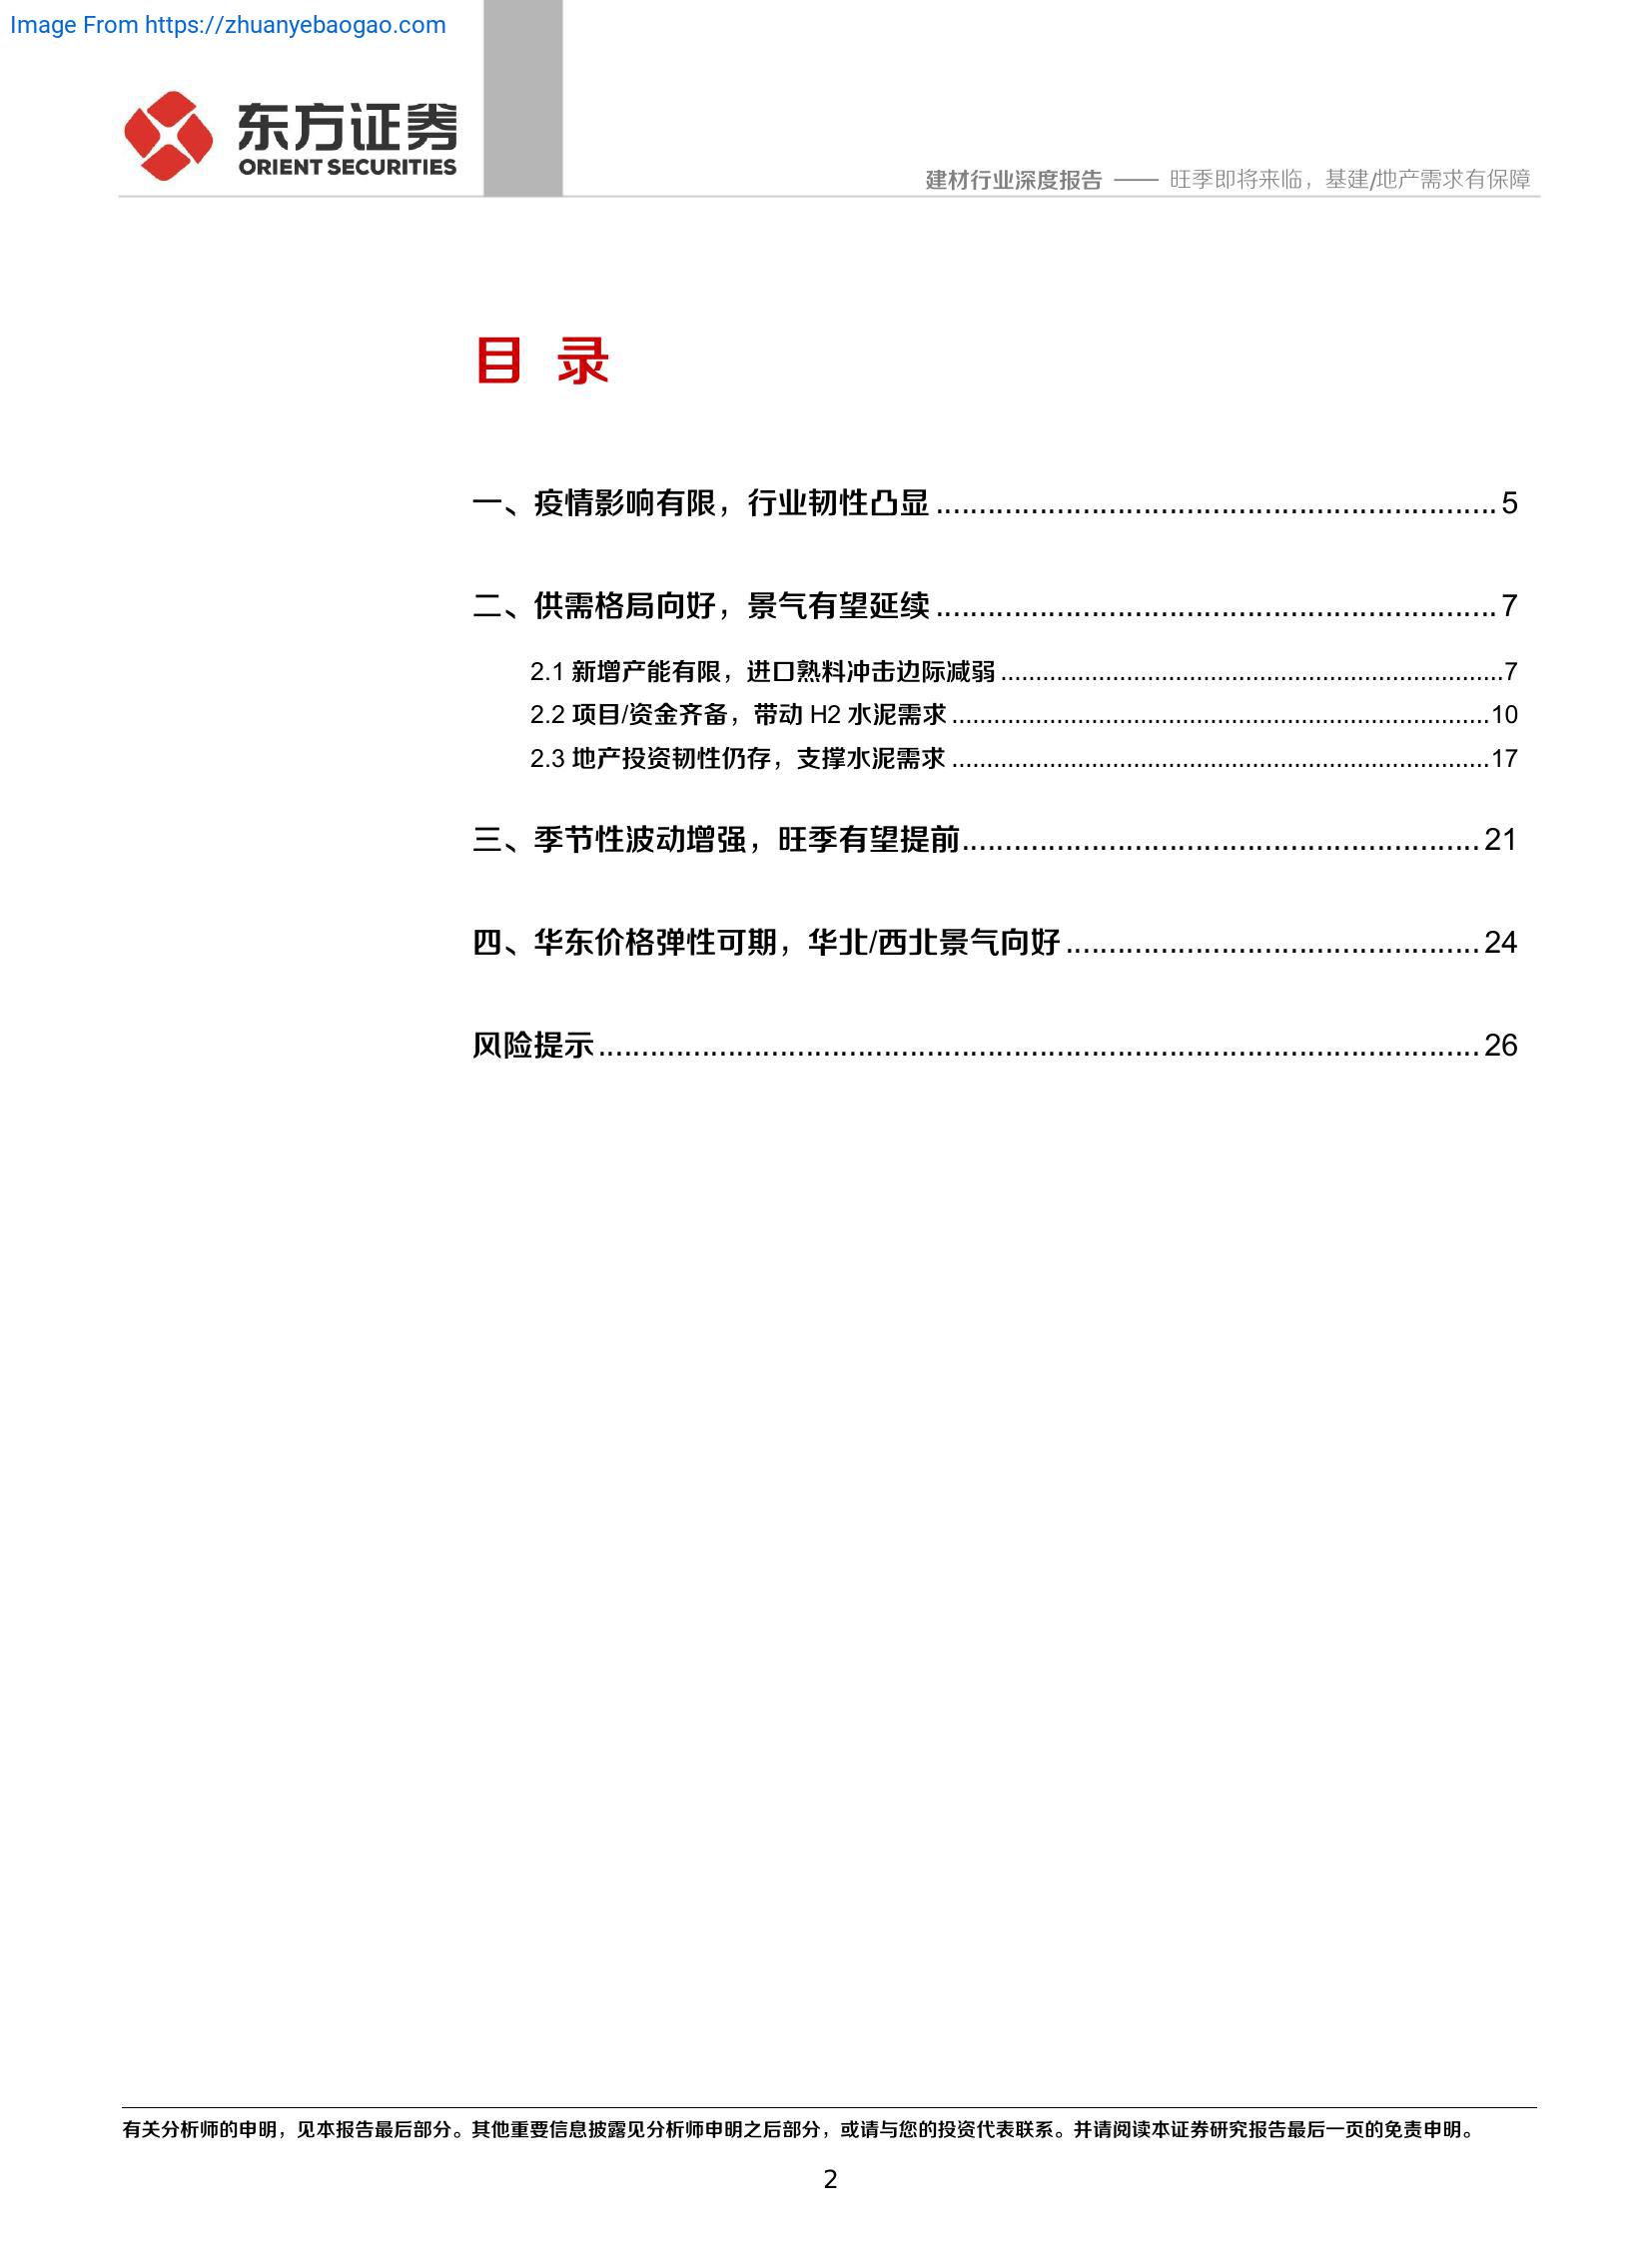 Image From https://zhuanyebaogao.com
东方证券
ORIENT SECURITIES
建材行业深度报告 —— 旺季即将来临，基建/地产需求有保障
目 录
一、疫情影响有限，行业韧性凸显 ................................................................ 5
二、供需格局向好，景气有望延续 ................................................................ 7
2.1 新增产能有限，进口熟料冲击边际减弱 ........................................................................7
2.2 项目/资金齐备，带动 H2 水泥需求 .............................................................................10
2.3 地产投资韧性仍存，支撑水泥需求 .............................................................................17
三、季节性波动增强，旺季有望提前............................................................ 21
四、华东价格弹性可期，华北/西北景气向好 ................................................ 24
风险提示...................................................................................................... 26
有关分析师的申明，见本报告最后部分。其他重要信息披露见分析师申明之后部分，或请与您的投资代表联系。并请阅读本证券研究报告最后一页的免责申明。
2